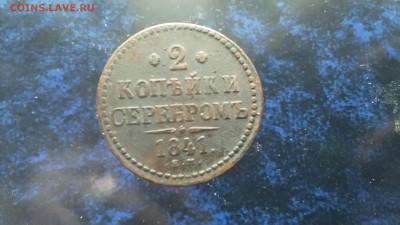 COINS.LAVE.RU
2
КОПѢЙКИ
СЕРЕБРОМЪ
1841.